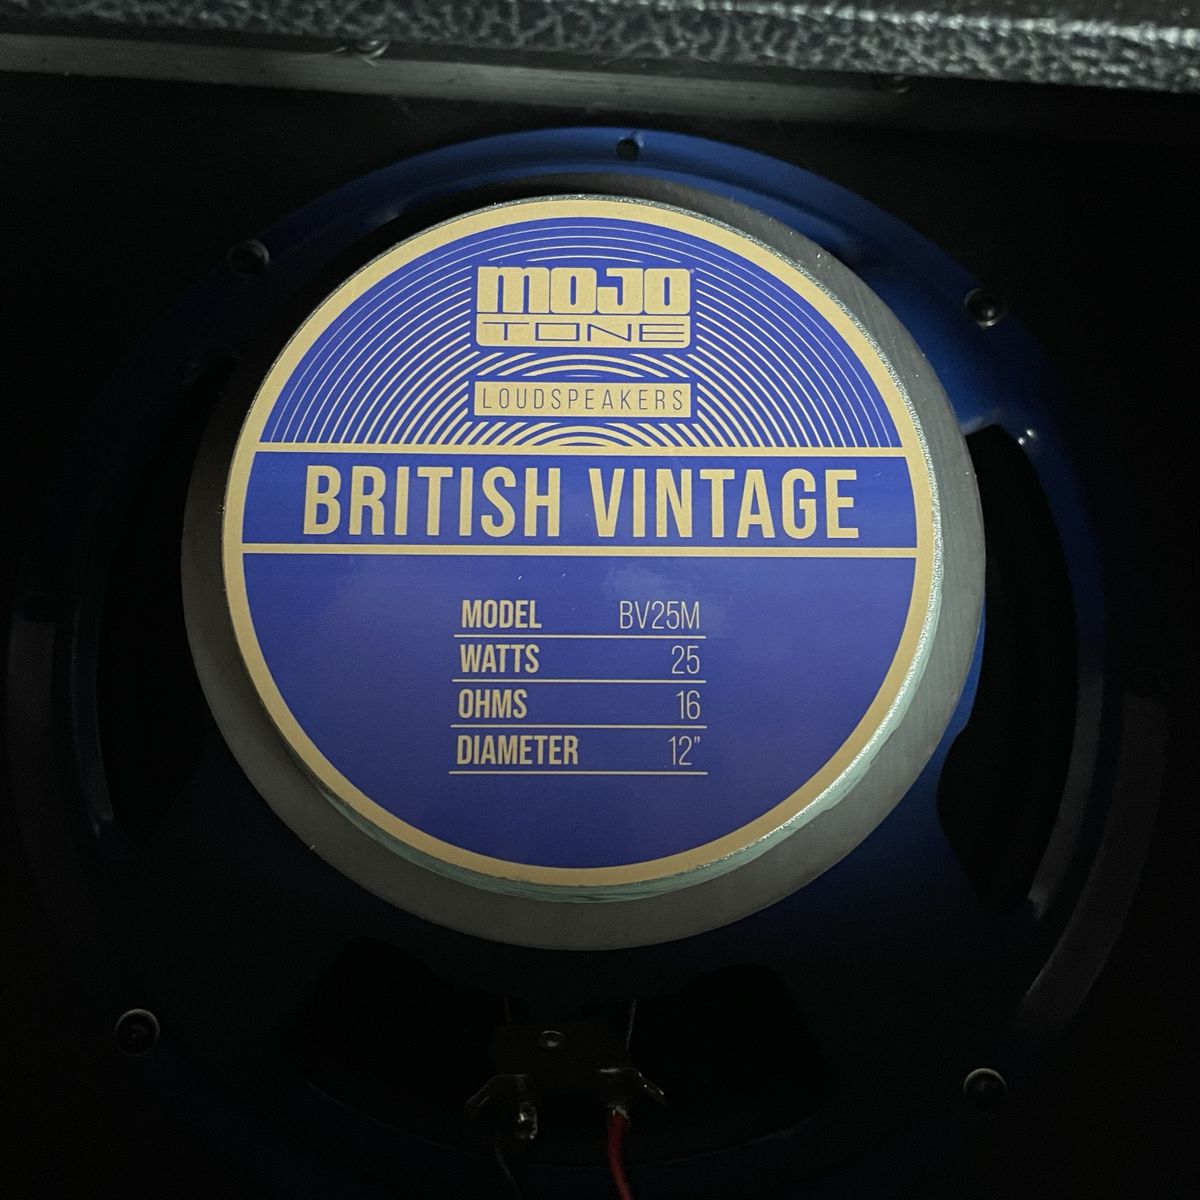 MOJO
TONE
LOUDSPEAKERS
BRITISH VINTAGE
MODEL BV25M
WATTS 25
OHMS 16
DIAMETER 12"